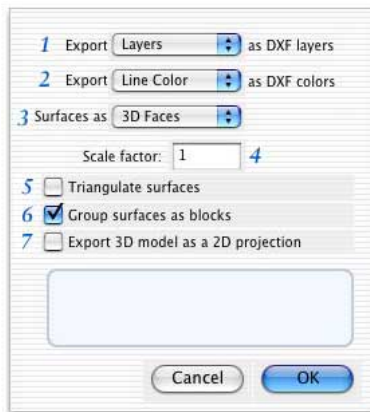 1 Export Layers as DXF layers
2 Export Line Color as DXF colors
3 Surfaces as 3D Faces
Scale factor: 1 4
5 Triangulate surfaces
6 Group surfaces as blocks
7 Export 3D model as a 2D projection
Cancel OK